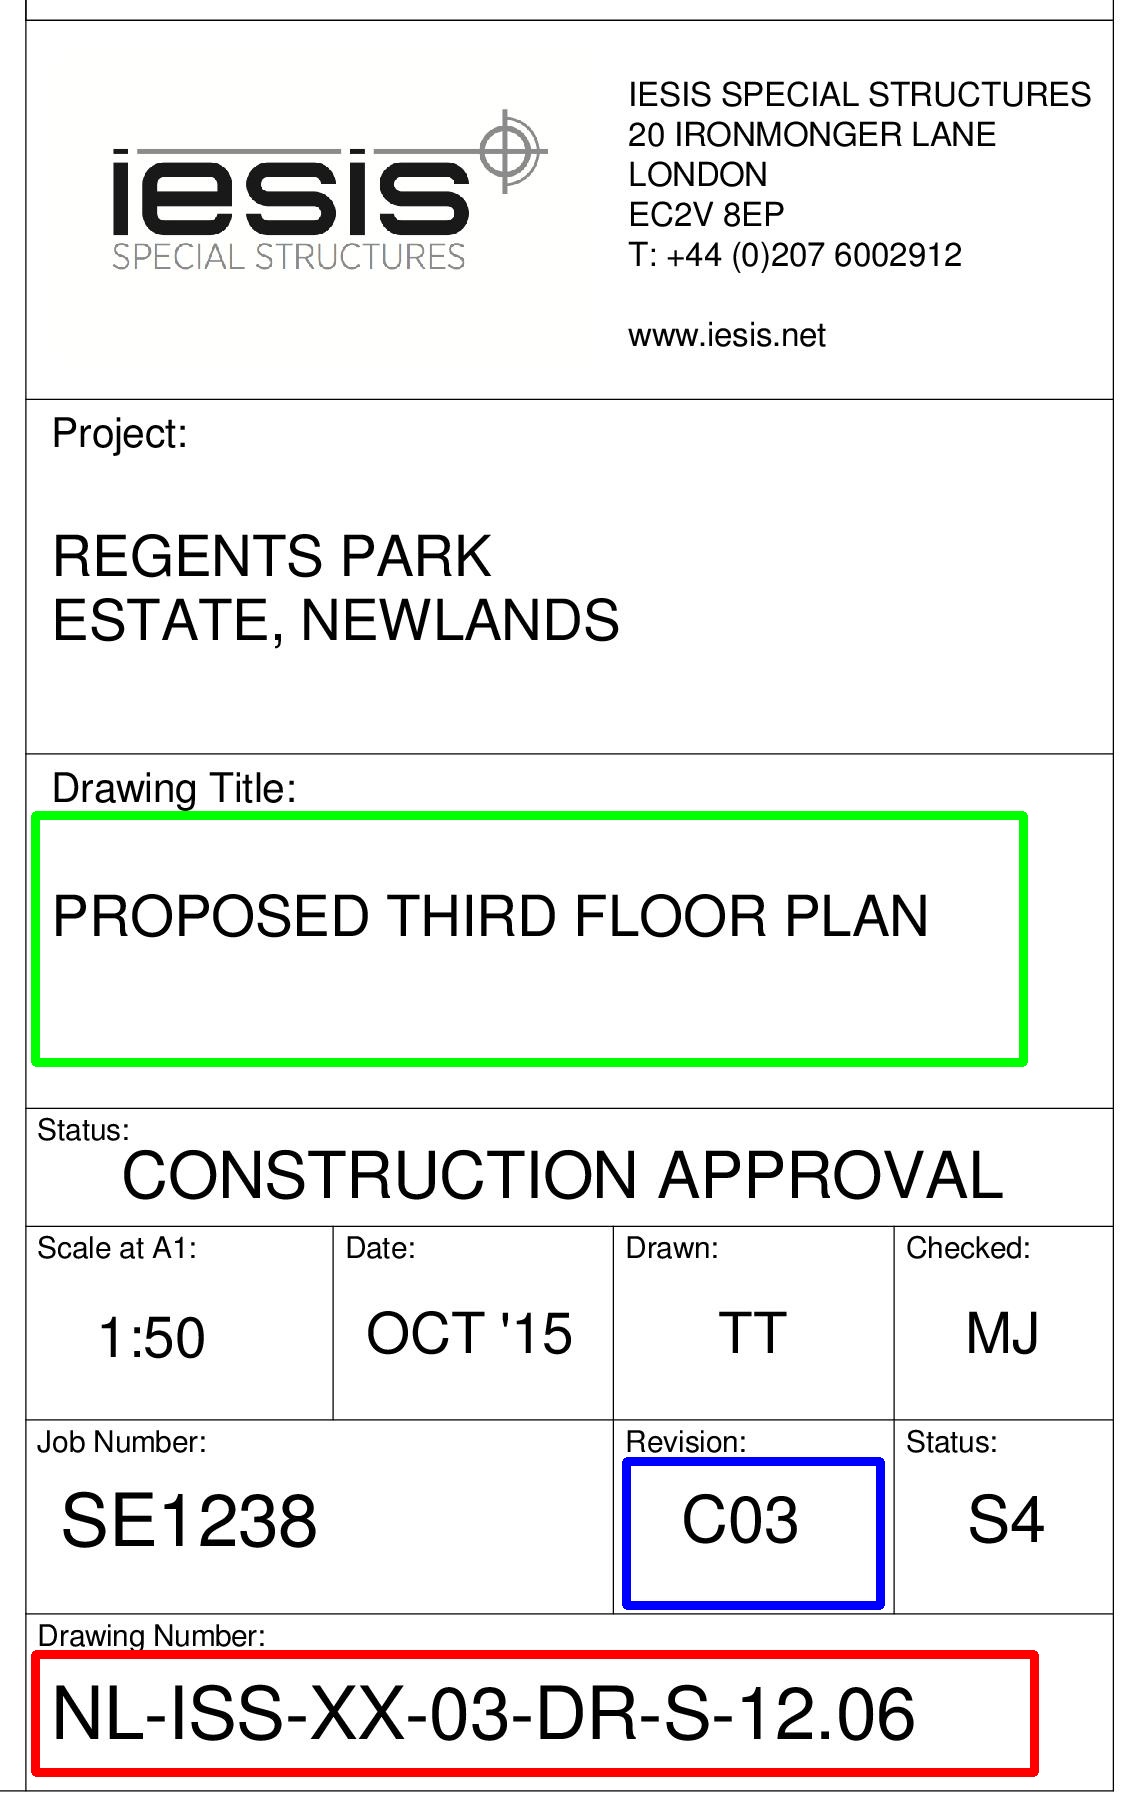 iesis
SPECIAL STRUCTURES
IESIS SPECIAL STRUCTURES
20 IRONMONGER LANE
LONDON
EC2V 8EP
T: +44 (0)207 6002912
www.iesis.net
Project:
REGENTS PARK
ESTATE, NEWLANDS
Drawing Title:
PROPOSED THIRD FLOOR PLAN
Status:
CONSTRUCTION APPROVAL
Scale at A1:
1:50
Date:
OCT '15
Drawn:
TT
Checked:
MJ
Job Number:
SE1238
Revision:
C03
Status:
S4
Drawing Number:
NL-ISS-XX-03-DR-S-12.06